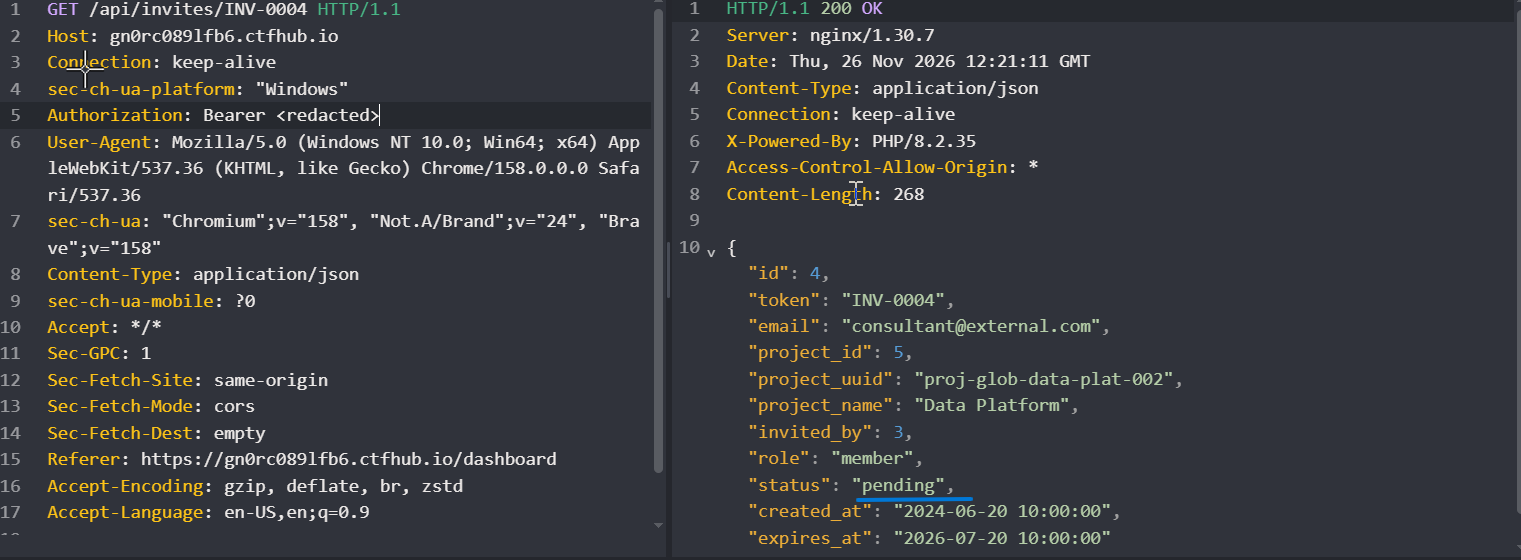 1 GET /api/invites/INV-0004 HTTP/1.1
2 Host: gn0rc089lfb6.ctfhub.io
3 Connection: keep-alive
4 sec-ch-ua-platform: "Windows"
5 Authorization: Bearer <redacted>
6 User-Agent: Mozilla/5.0 (Windows NT 10.0; Win64; x64) App
leWebKit/537.36 (KHTML, like Gecko) Chrome/158.0.0.0 Safa
ri/537.36
7 sec-ch-ua: "Chromium";v="158", "Not.A/Brand";v="24", "Bra
ve";v="158"
8 Content-Type: application/json
9 sec-ch-ua-mobile: ?0
10 Accept: */*
11 Sec-GPC: 1
12 Sec-Fetch-Site: same-origin
13 Sec-Fetch-Mode: cors
14 Sec-Fetch-Dest: empty
15 Referer: https://gn0rc089lfb6.ctfhub.io/dashboard
16 Accept-Encoding: gzip, deflate, br, zstd
17 Accept-Language: en-US,en;q=0.9
1 HTTP/1.1 200 OK
2 Server: nginx/1.30.7
3 Date: Thu, 26 Nov 2026 12:21:11 GMT
4 Content-Type: application/json
5 Connection: keep-alive
6 X-Powered-By: PHP/8.2.35
7 Access-Control-Allow-Origin: *
8 Content-Length: 268
9
10 {
"id": 4,
"token": "INV-0004",
"email": "consultant@external.com",
"project_id": 5,
"project_uuid": "proj-glob-data-plat-002",
"project_name": "Data Platform",
"invited_by": 3,
"role": "member",
"status": "pending",
"created_at": "2024-06-20 10:00:00",
"expires_at": "2026-07-20 10:00:00"